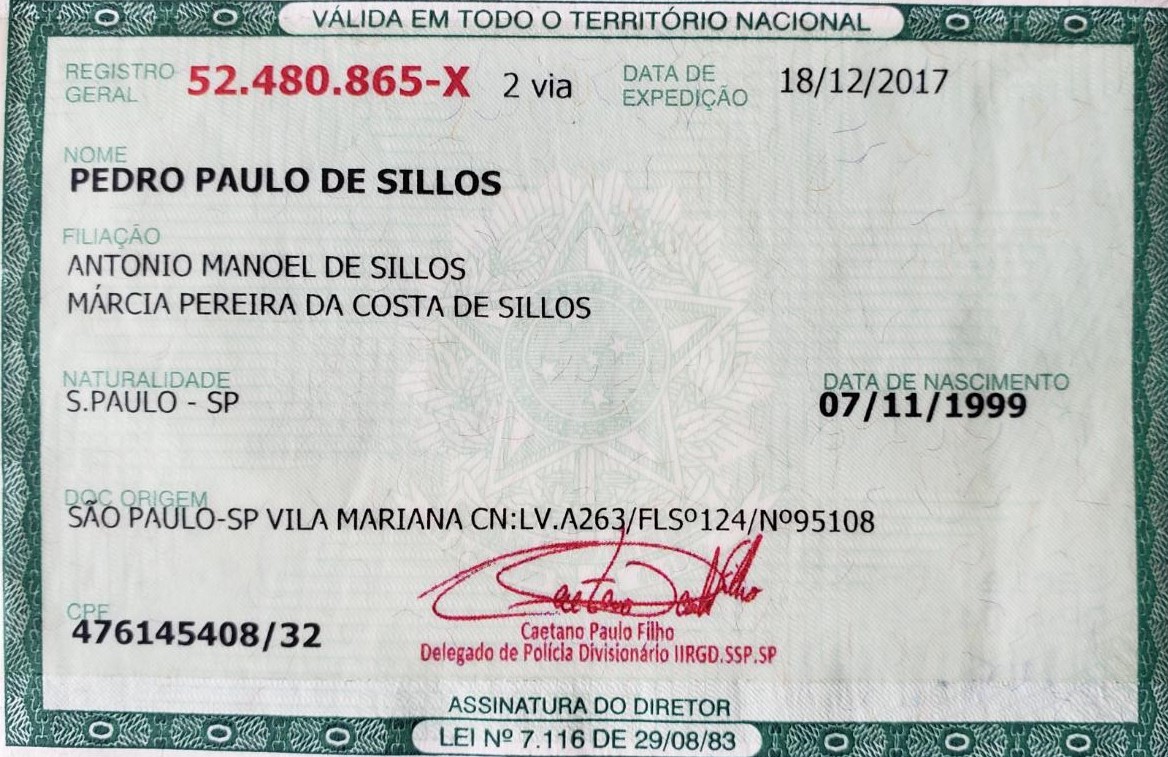 VÁLIDA EM TODO O TERRITÓRIO NACIONAL
REGISTRO GERAL 52.480.865-X 2 via DATA DE EXPEDIÇÃO 18/12/2017
NOME
PEDRO PAULO DE SILLOS
FILIAÇÃO
ANTONIO MANOEL DE SILLOS
MÁRCIA PEREIRA DA COSTA DE SILLOS
NATURALIDADE DATA DE NASCIMENTO
S.PAULO - SP 07/11/1999
DOC ORIGEM
SÃO PAULO-SP VILA MARIANA CN:LV.A263/FLSº124/Nº95108
CPF
476145408/32
Caetano Paulo Filho
Delegado de Polícia Divisionário IIRGD.SSP.SP
ASSINATURA DO DIRETOR
LEI Nº 7.116 DE 29/08/83